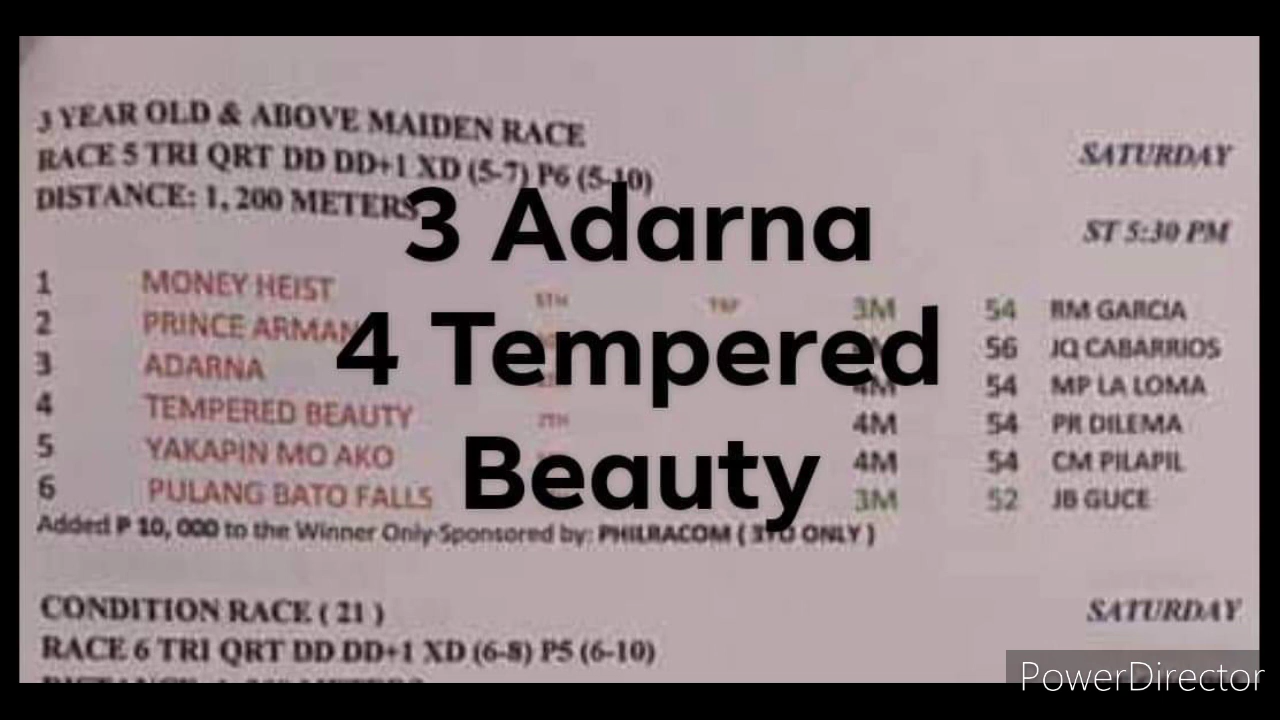 3 YEAR OLD & ABOVE MAIDEN RACE
RACE 5 TRI QRT DD DD+1 XD (5-7) P6 (5-10)
SATURDAY
DISTANCE: 1, 200 METERS
ST 5:30 PM
3 Adarna
4 Tempered
Beauty
1 MONEY HEIST 5TH 3M 54 RM GARCIA
2 PRINCE ARMAN 56 JQ CABARRIOS
3 ADARNA 4M 54 MP LA LOMA
4 TEMPERED BEAUTY 7TH 4M 54 PR DILEMA
5 YAKAPIN MO AKO 4M 54 CM PILAPIL
6 PULANG BATO FALLS 3M 52 JB GUCE
Added P 10, 000 to the Winner Only-Sponsored by: PHILRACOM ( 3YO ONLY )
CONDITION RACE ( 21 )
SATURDAY
RACE 6 TRI QRT DD DD+1 XD (6-8) P5 (6-10)
PowerDirector